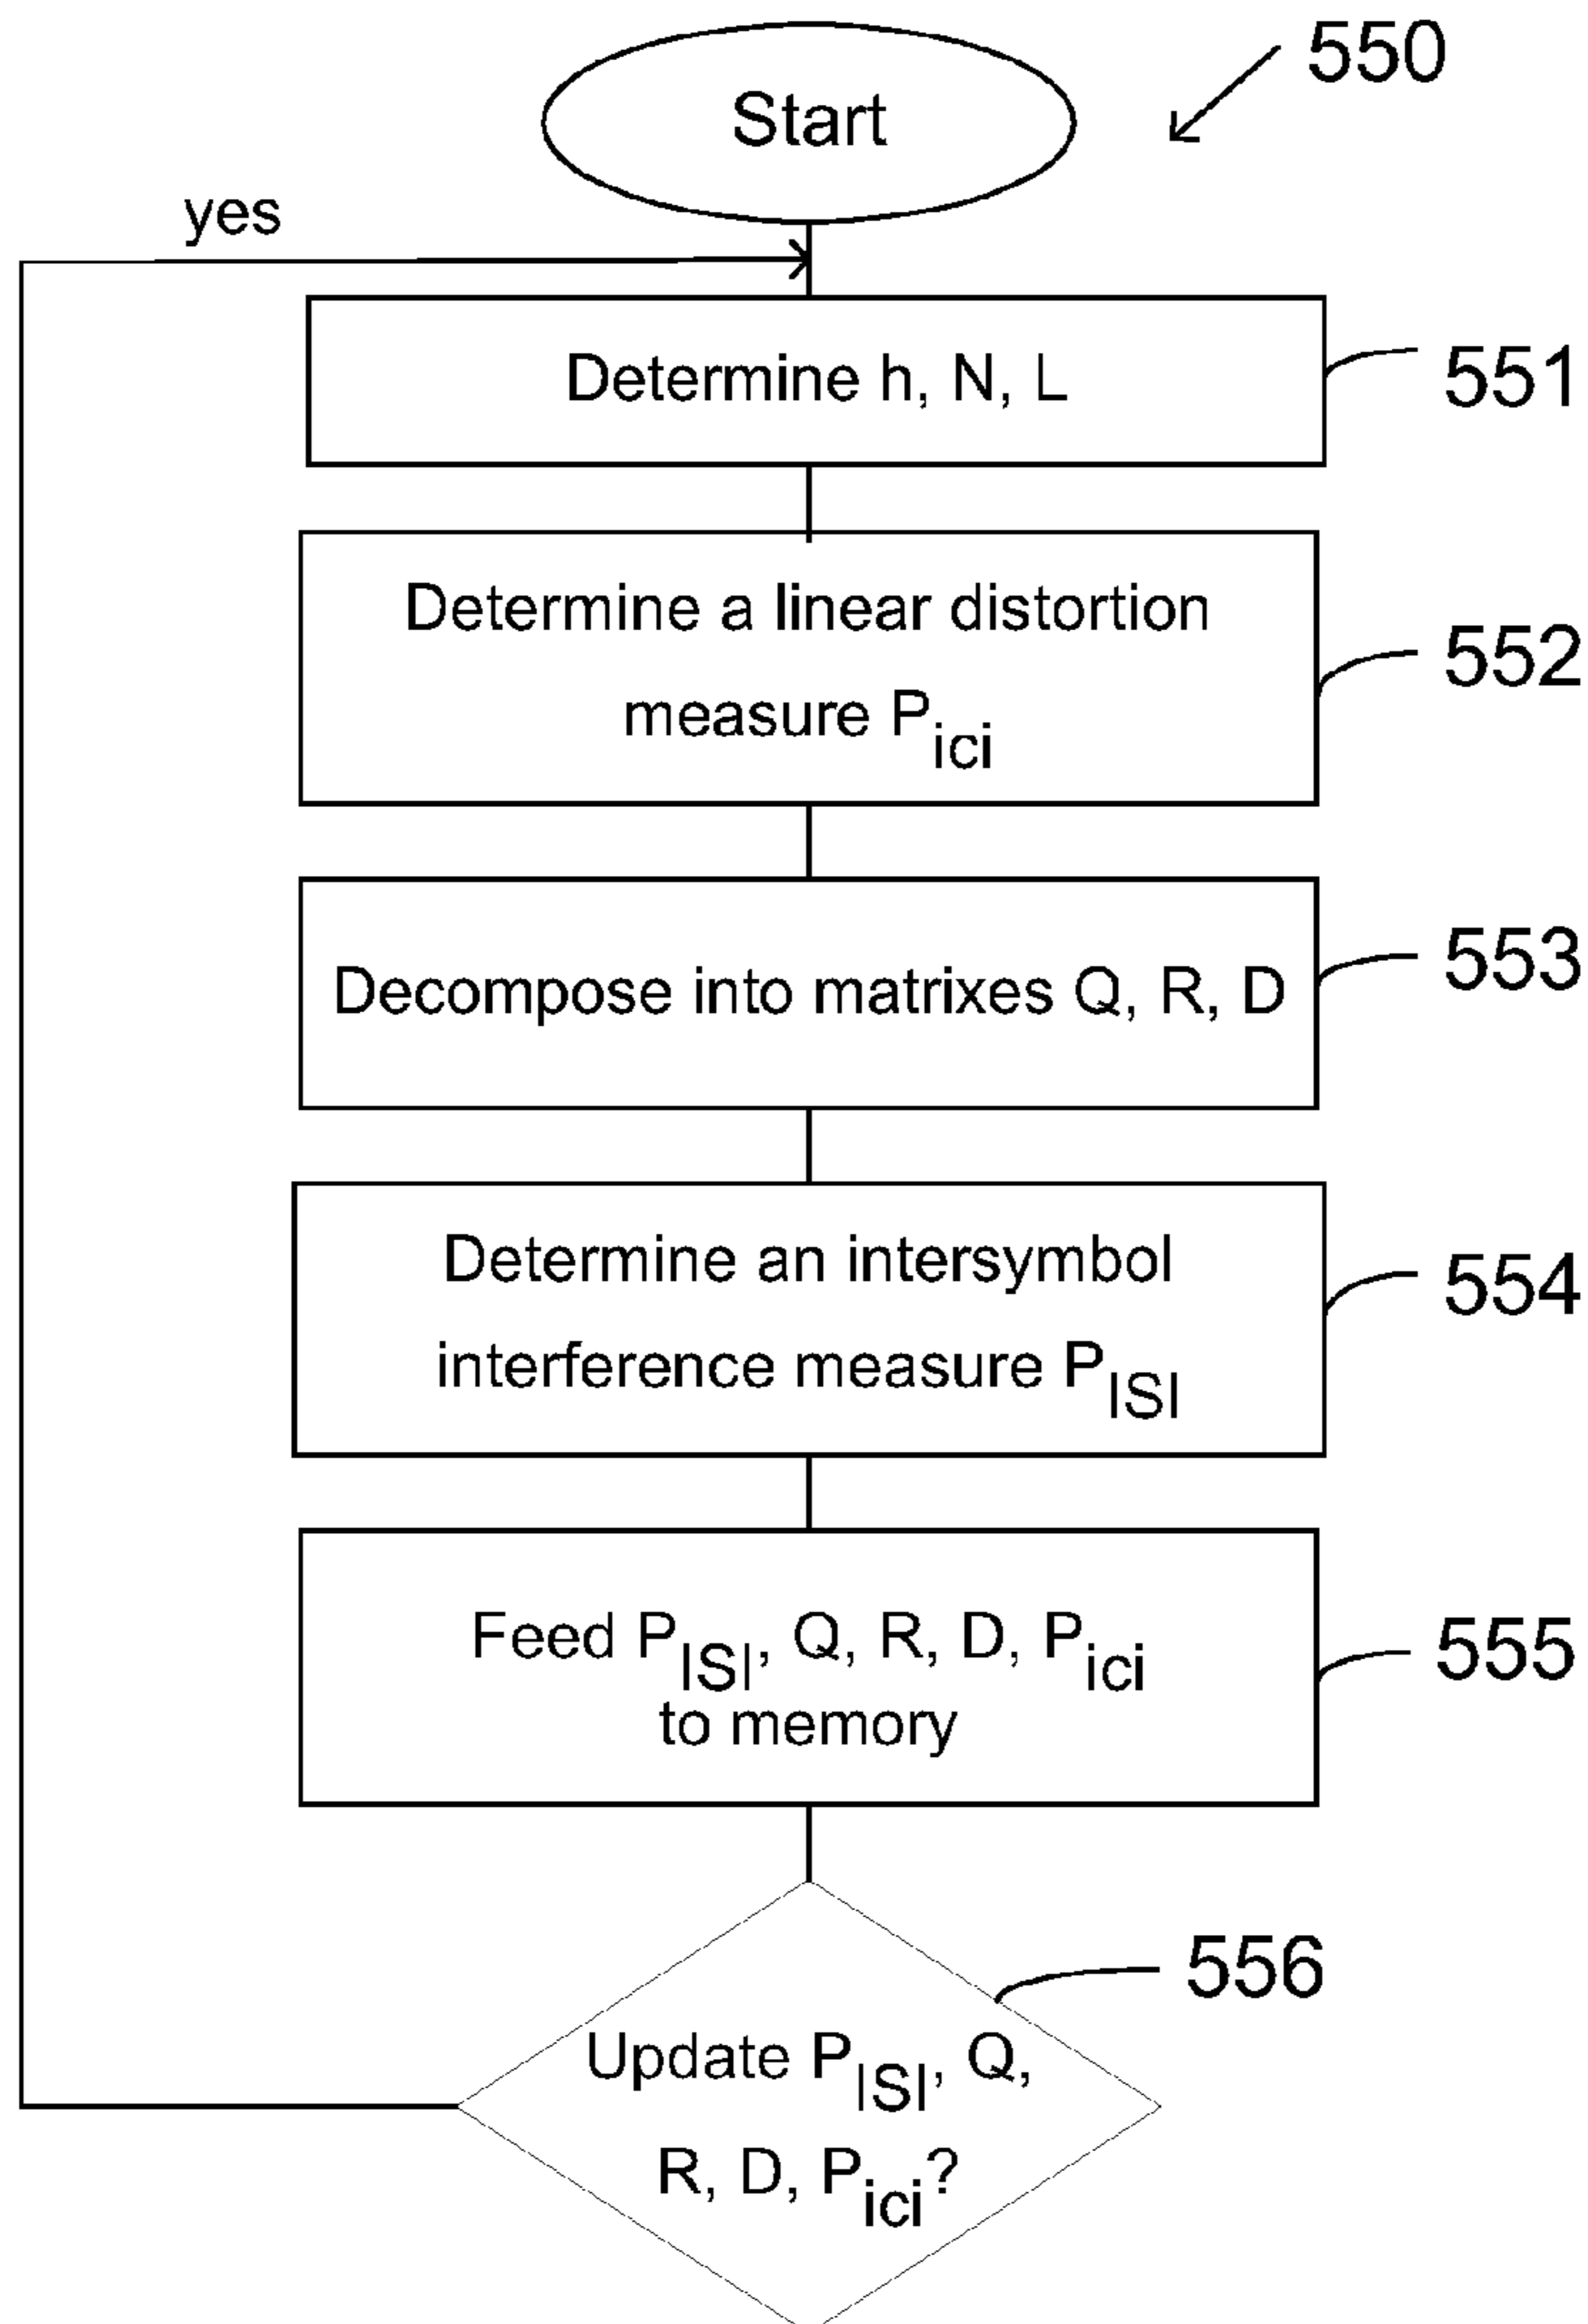 550
Start
yes
Determine h, N, L
551
Determine a linear distortion
measure P_ici
552
Decompose into matrixes Q, R, D
553
Determine an intersymbol
interference measure P_ISI
554
Feed P_ISI, Q, R, D, P_ici
to memory
555
556
Update P_ISI, Q,
R, D, P_ici?